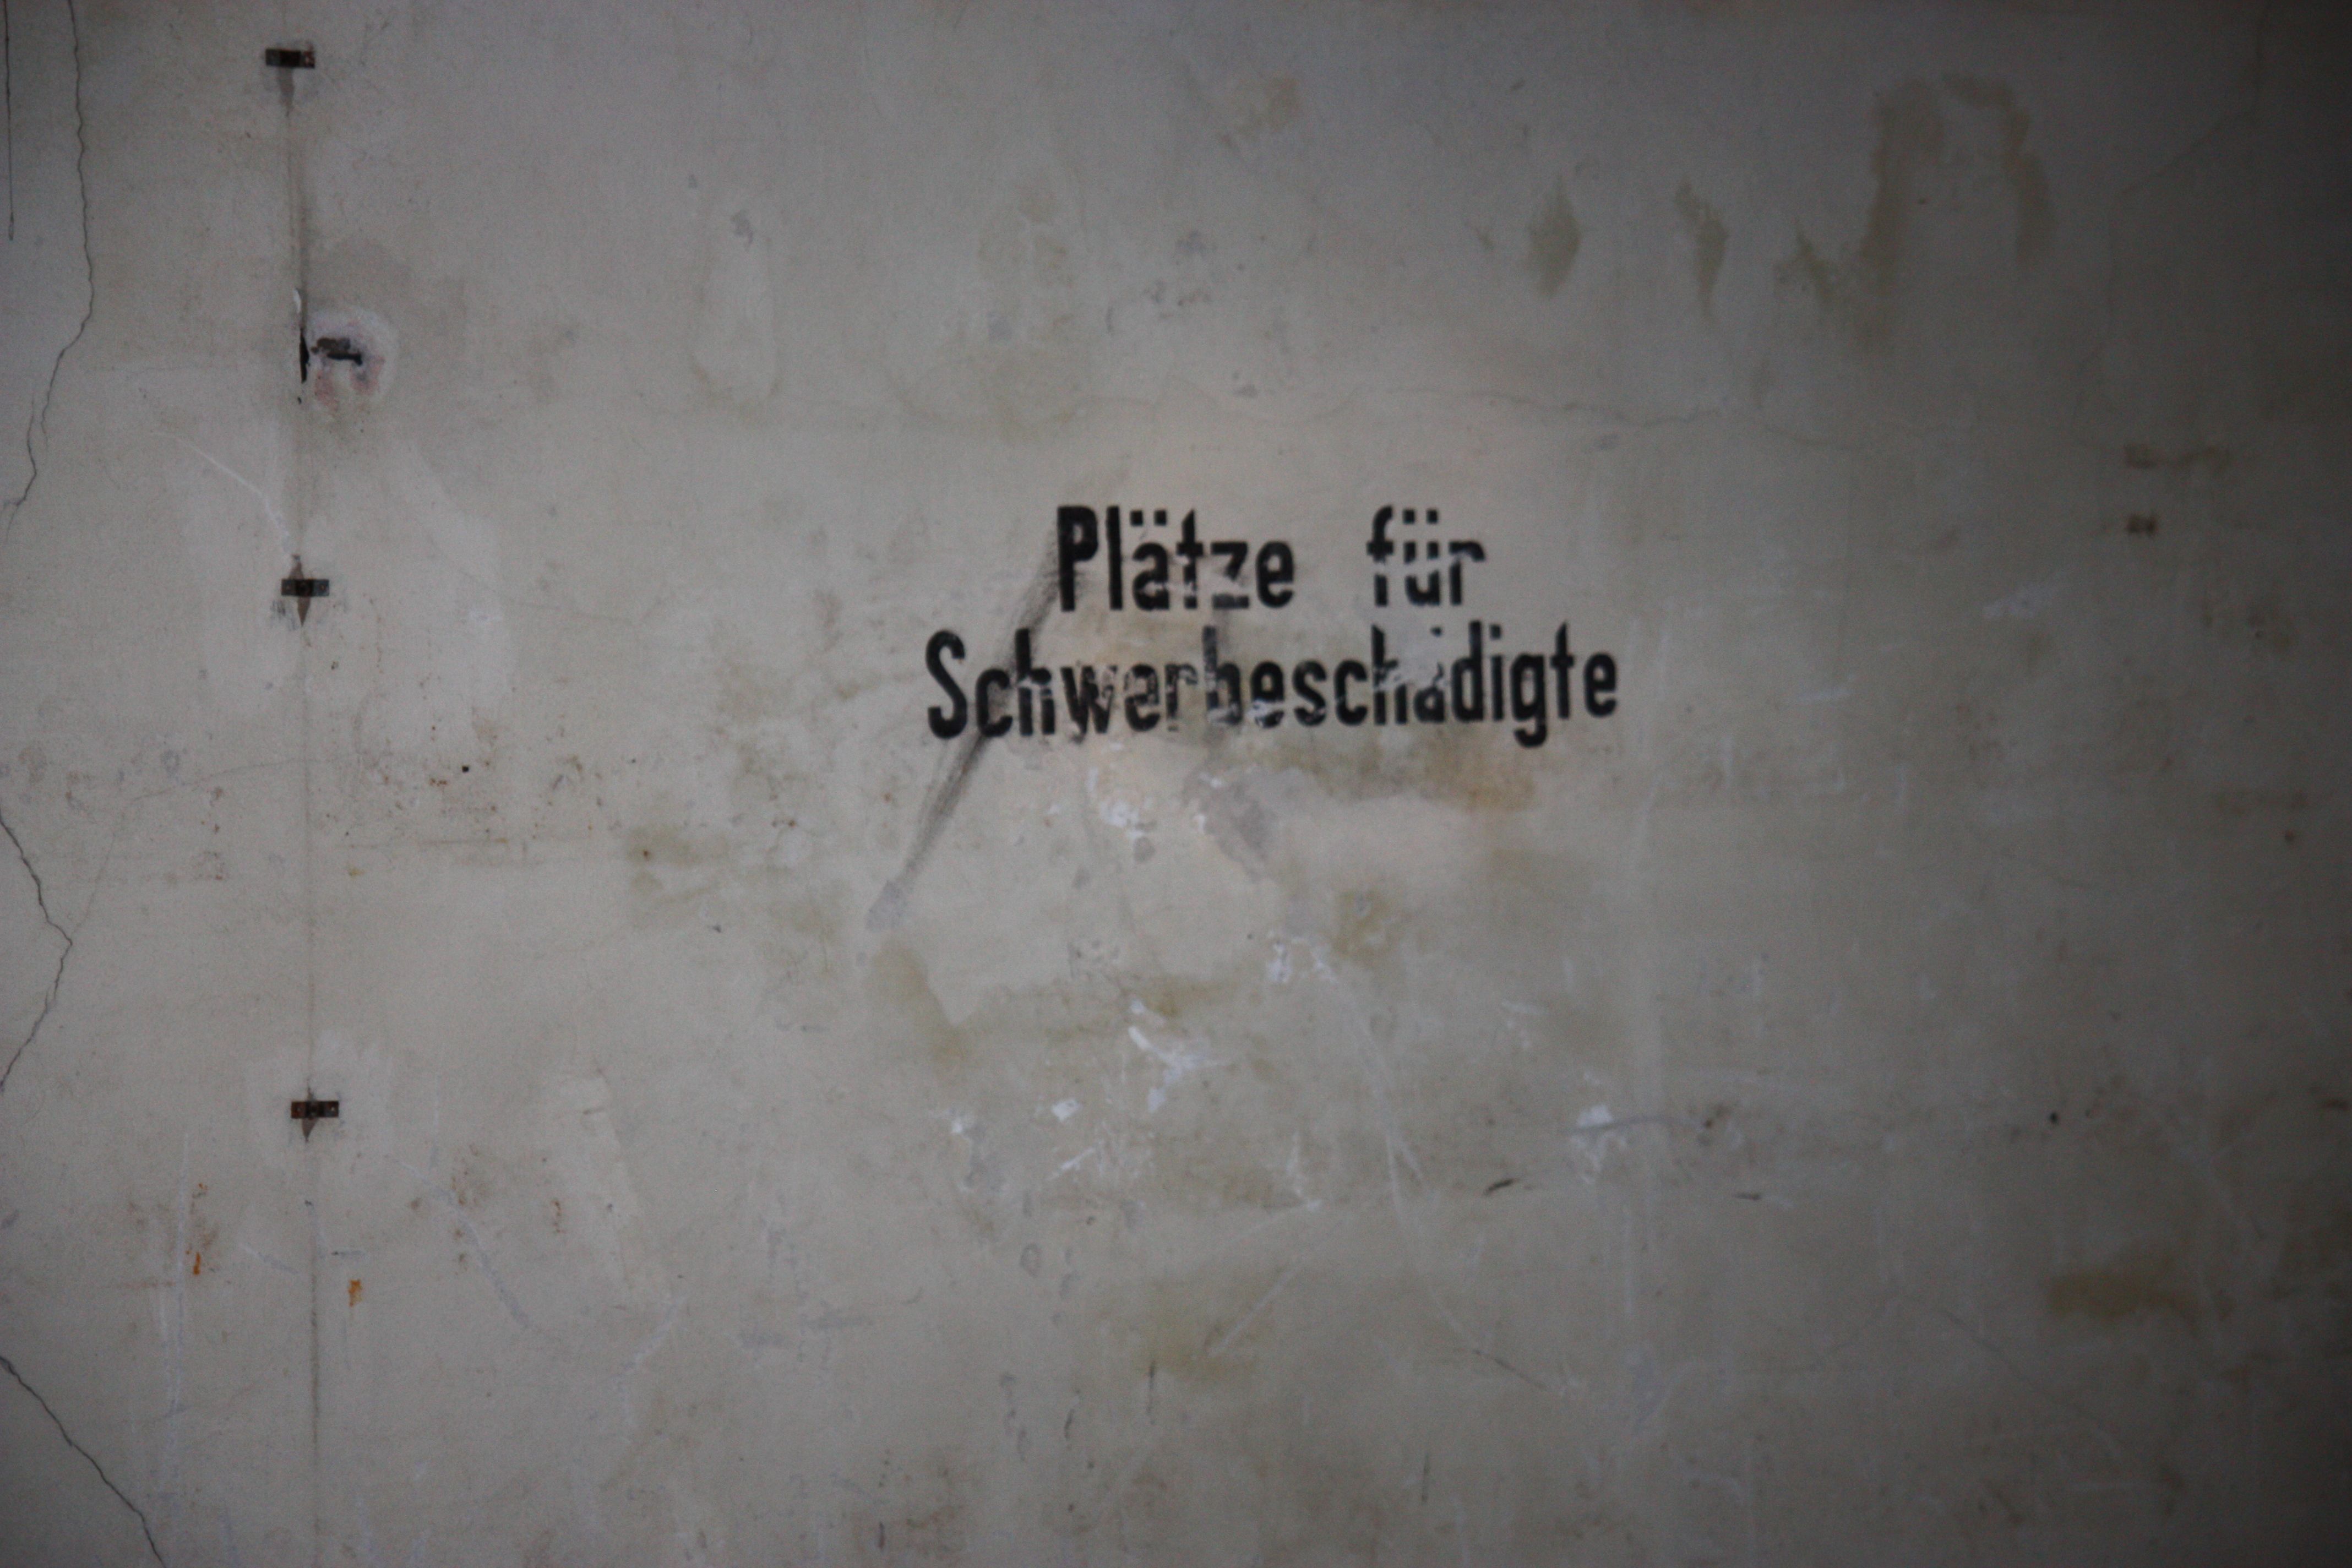 Plätze für
Schwerbeschädigte